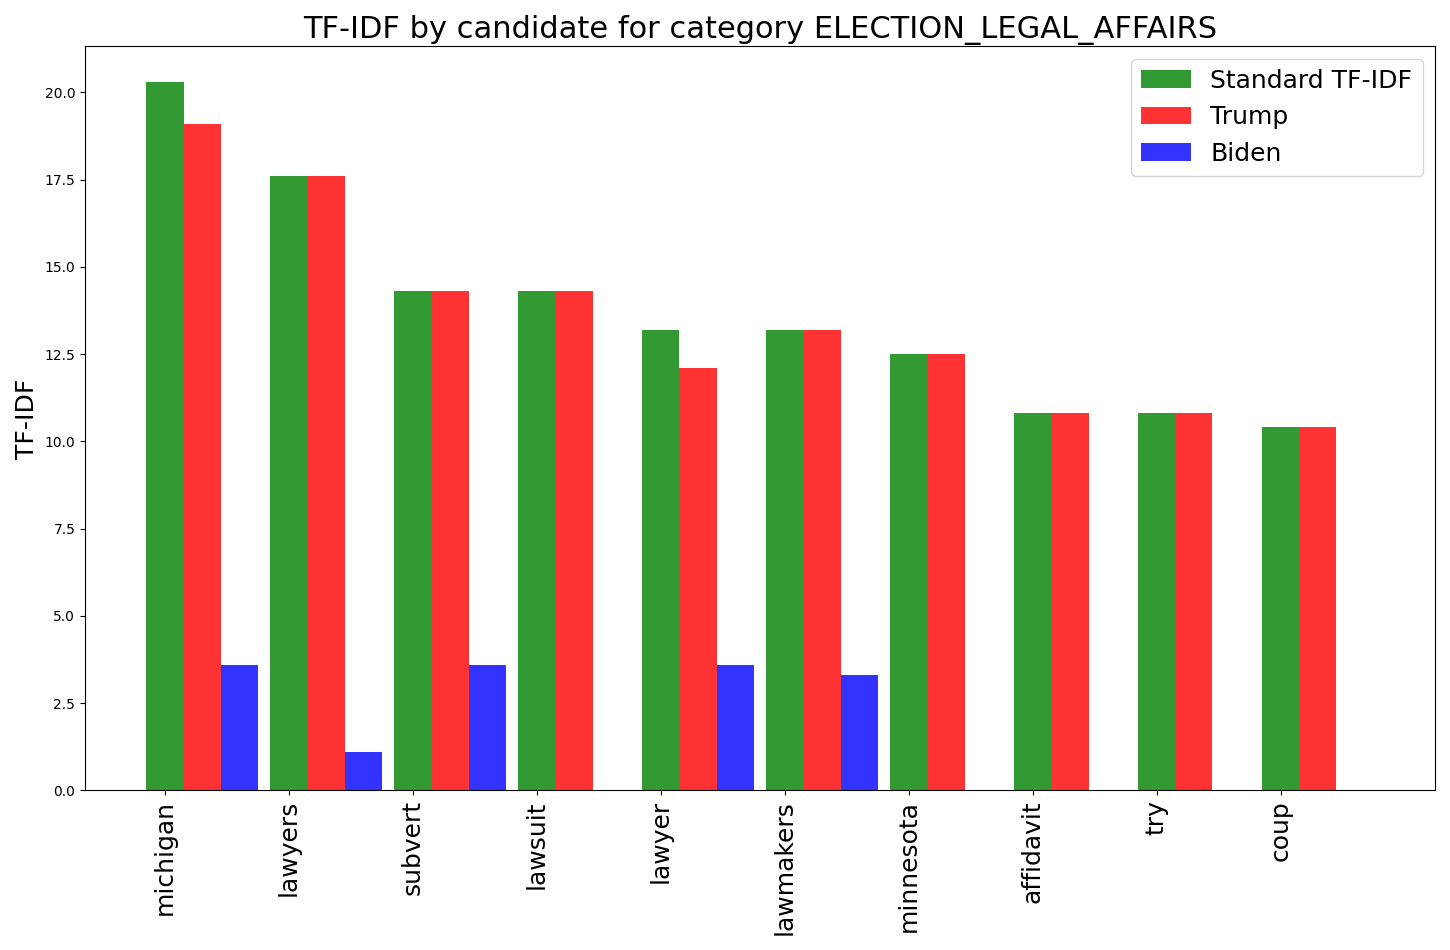 TF-IDF by candidate for category ELECTION_LEGAL_AFFAIRS
Standard TF-IDF
Trump
Biden
TF-IDF
20.0
17.5
15.0
12.5
10.0
7.5
5.0
2.5
0.0
michigan
lawyers
subvert
lawsuit
lawyer
lawmakers
minnesota
affidavit
try
coup